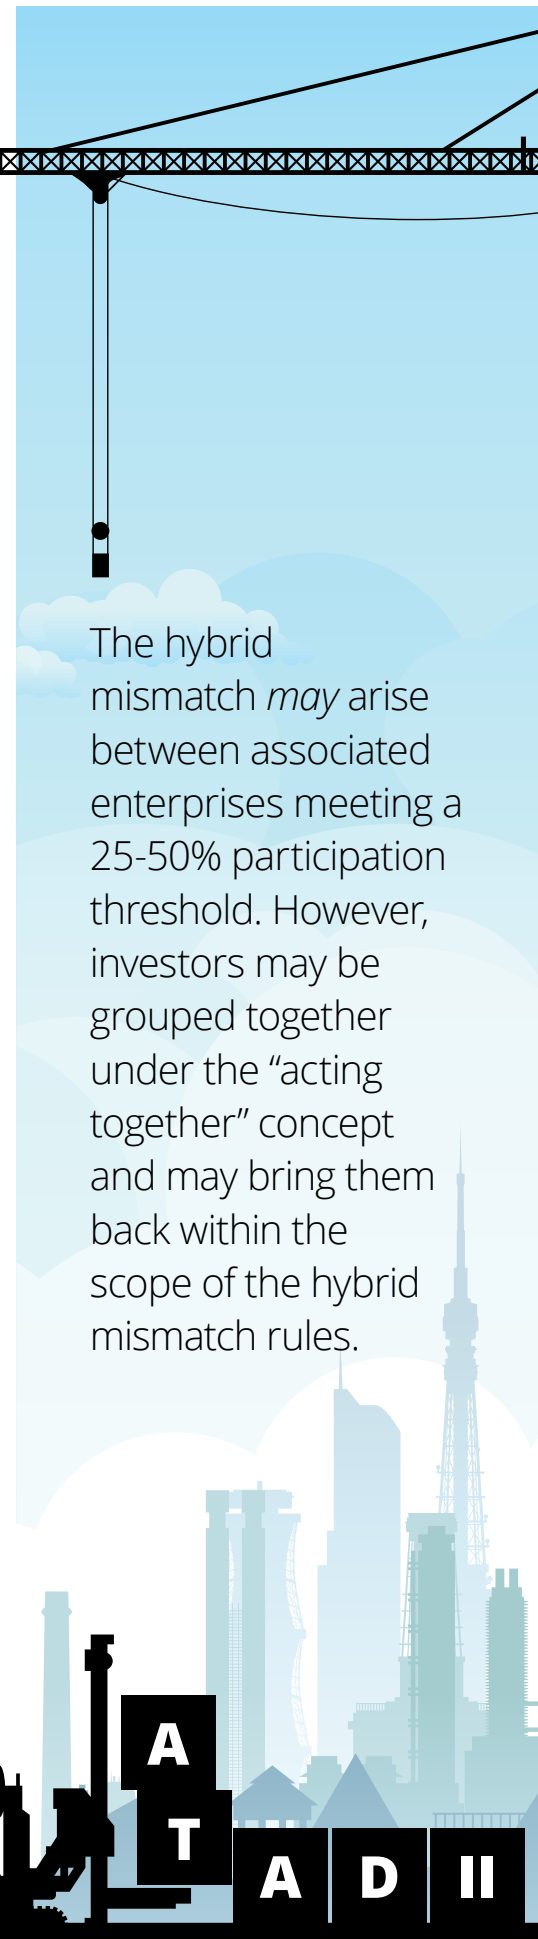 The hybrid
mismatch may arise
between associated
enterprises meeting a
25-50% participation
threshold. However,
investors may be
grouped together
under the “acting
together” concept
and may bring them
back within the
scope of the hybrid
mismatch rules.
A
T
A D II